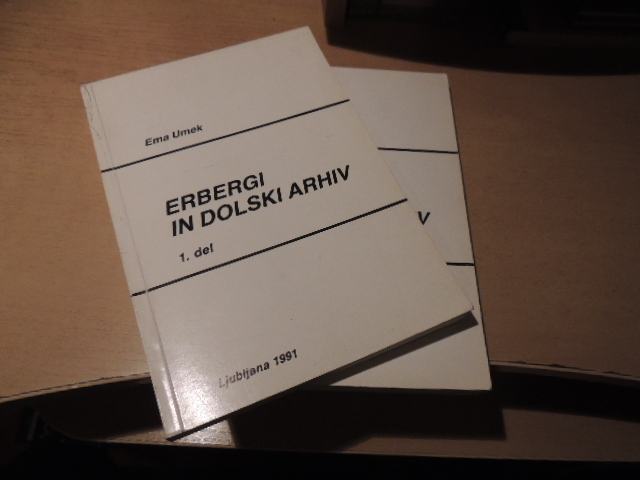 Ema Umek
ERBERGI
IN DOLSKI ARHIV
1. del
Ljubljana 1991
V